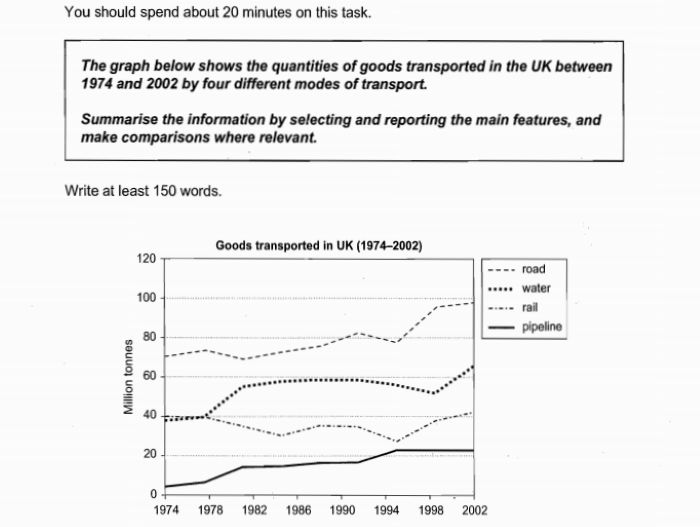 You should spend about 20 minutes on this task.
The graph below shows the quantities of goods transported in the UK between
1974 and 2002 by four different modes of transport.
Summarise the information by selecting and reporting the main features, and
make comparisons where relevant.
Write at least 150 words.
Goods transported in UK (1974–2002)
120
100
80
60
40
20
0
Million tonnes
1974 1978 1982 1986 1990 1994 1998 2002
road
water
rail
pipeline